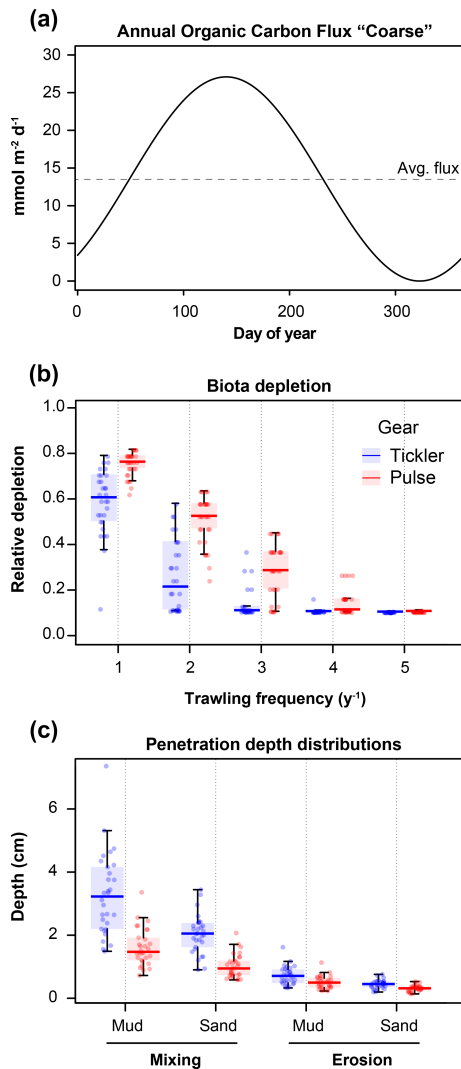 (a)
Annual Organic Carbon Flux “Coarse”
mmol m⁻² d⁻¹
30
25
20
15
10
5
0
Avg. flux
0 100 200 300
Day of year
(b)
Biota depletion
Relative depletion
1.0
0.8
0.6
0.4
0.2
0.0
Gear
Tickler
Pulse
1 2 3 4 5
Trawling frequency (y⁻¹)
(c)
Penetration depth distributions
Depth (cm)
6
4
2
0
Mud Sand Mud Sand
Mixing Erosion